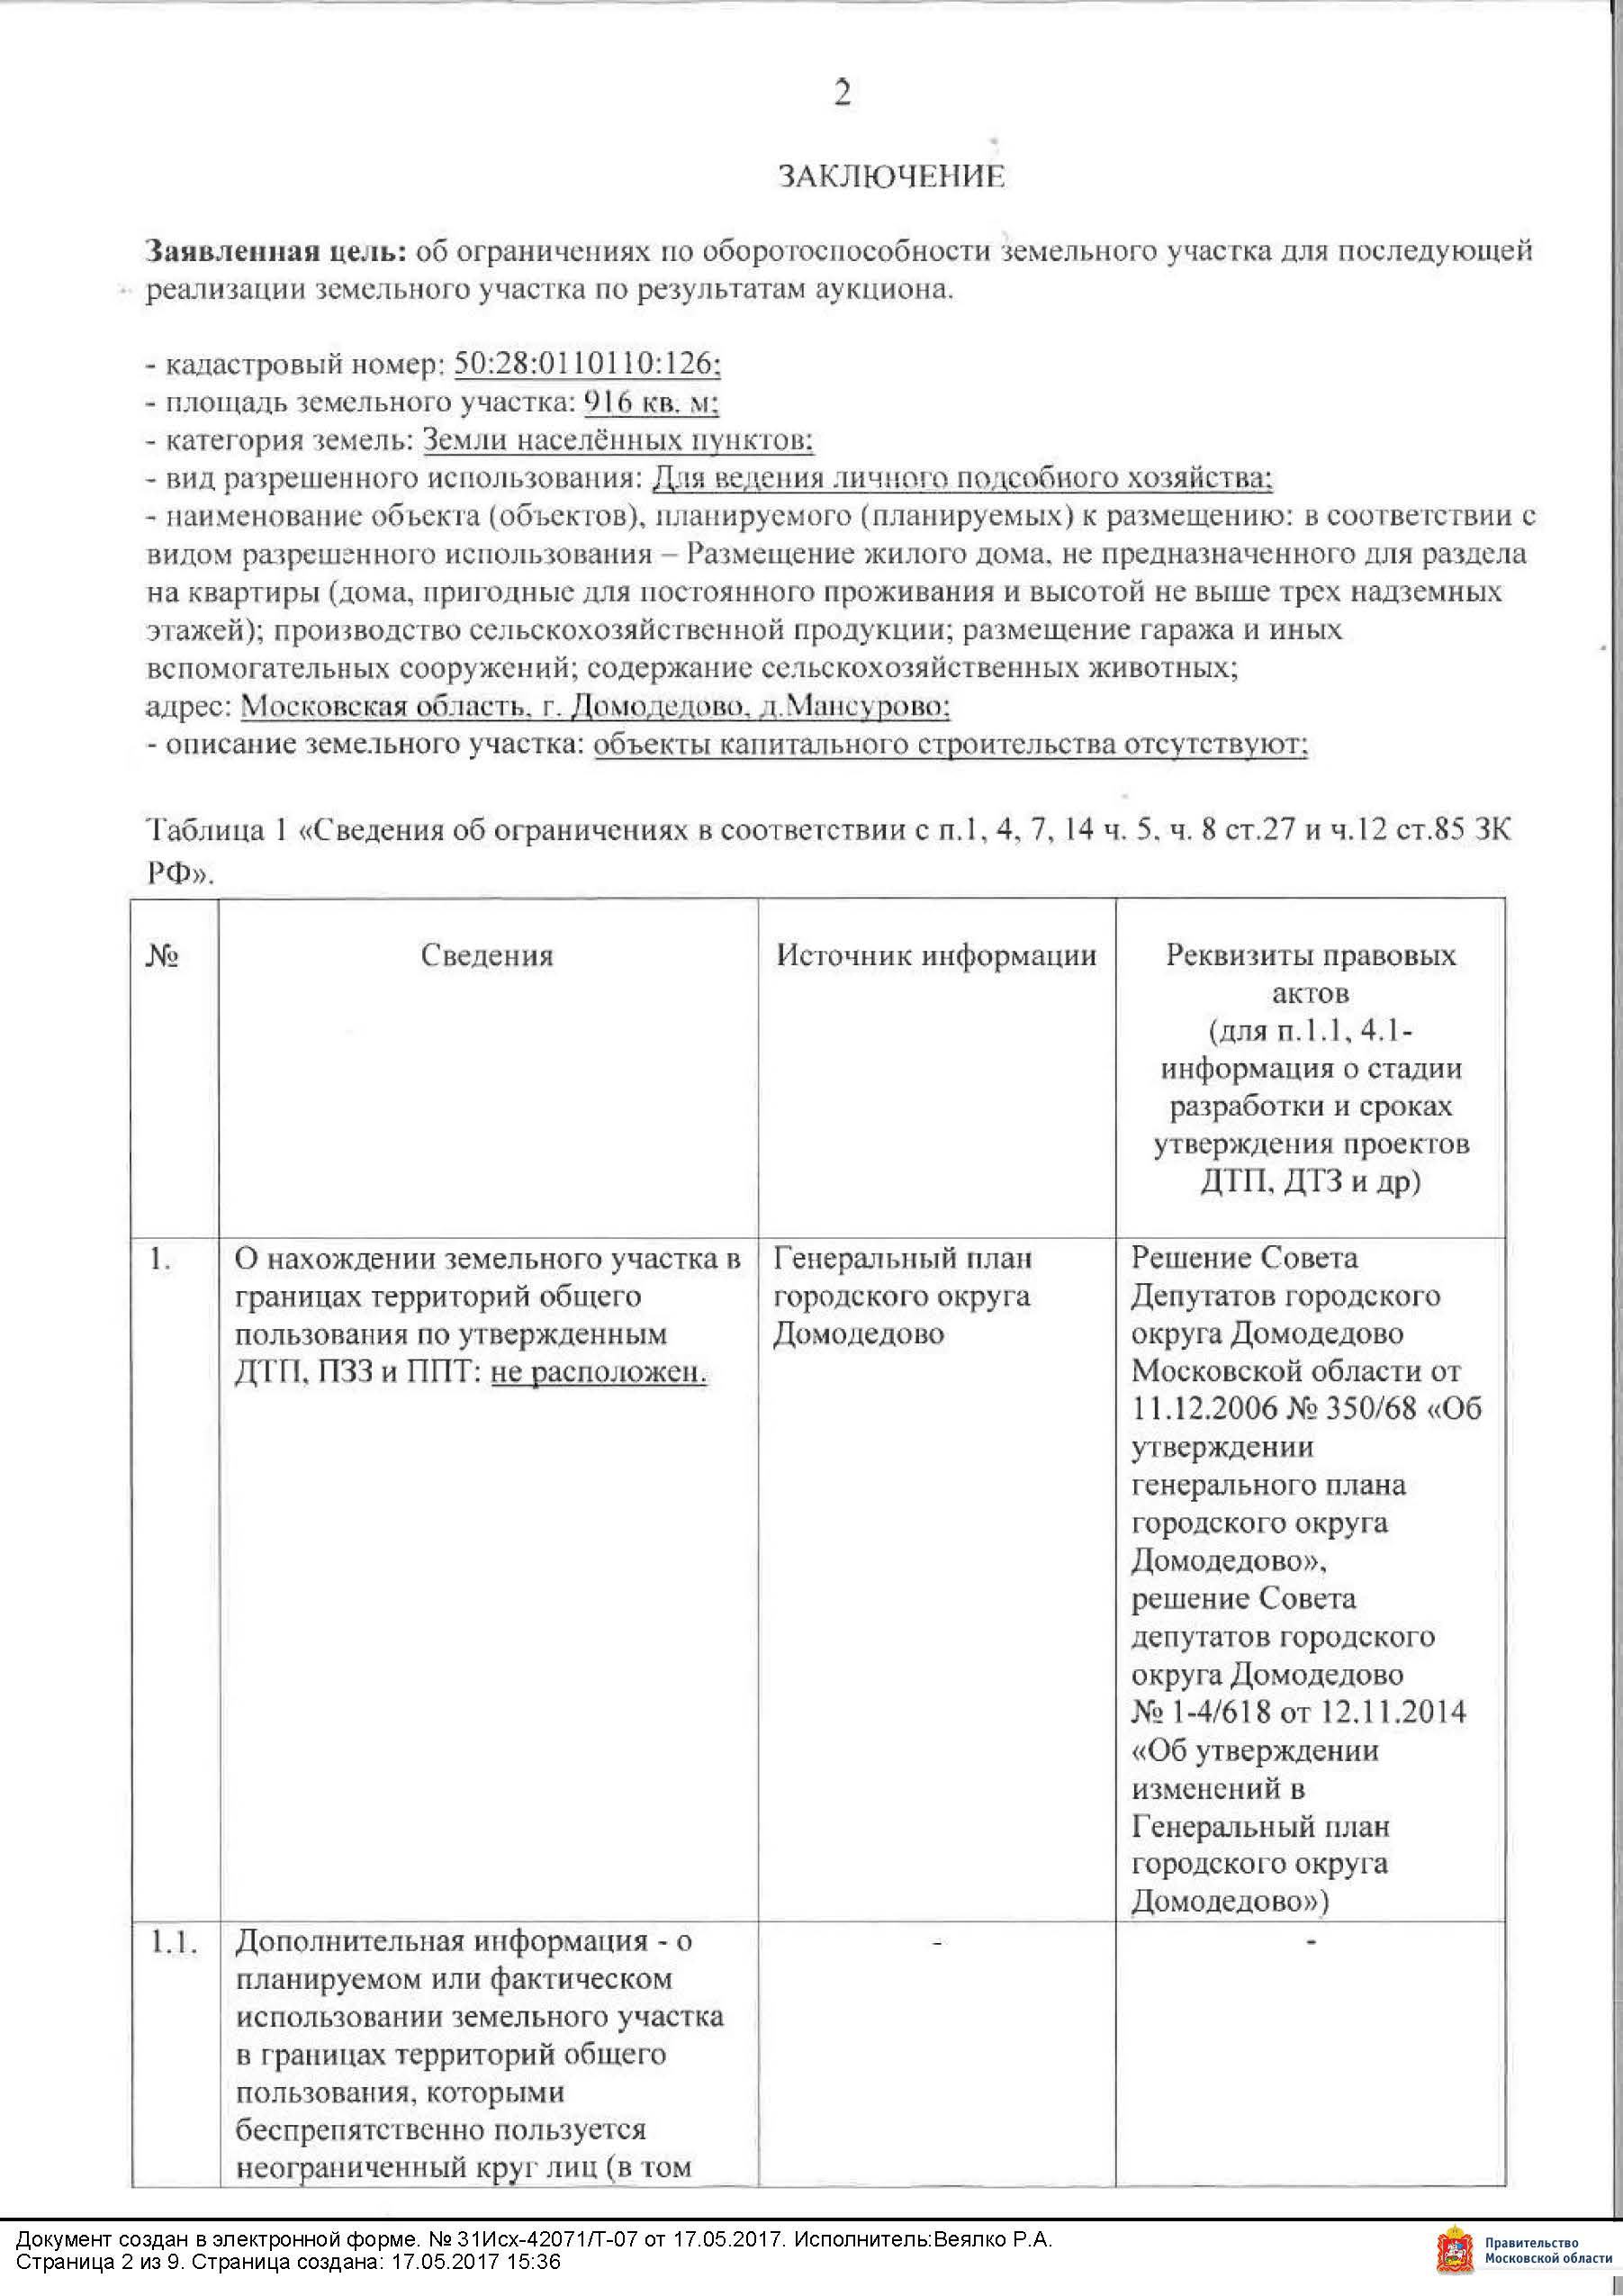 2
ЗАКЛЮЧЕНИЕ
Заявленная цель: об ограничениях по оборотоспособности земельного участка для последующей
реализации земельного участка по результатам аукциона.
- кадастровый номер: 50:28:0110110:126;
- площадь земельного участка: 916 кв. м;
- категория земель: Земли населённых пунктов;
- вид разрешенного использования: Для ведения личного подсобного хозяйства;
- наименование объекта (объектов), планируемого (планируемых) к размещению: в соответствии с
видом разрешенного использования – Размещение жилого дома, не предназначенного для раздела
на квартиры (дома, пригодные для постоянного проживания и высотой не выше трех надземных
этажей); производство сельскохозяйственной продукции; размещение гаража и иных
вспомогательных сооружений; содержание сельскохозяйственных животных;
адрес: Московская область, г. Домодедово, д.Мансурово;
- описание земельного участка: объекты капитального строительства отсутствуют;
Таблица 1 «Сведения об ограничениях в соответствии с п.1, 4, 7, 14 ч. 5, ч. 8 ст.27 и ч.12 ст.85 ЗК
РФ».
№
Сведения
Источник информации
Реквизиты правовых
актов
(для п.1.1, 4.1-
информация о стадии
разработки и сроках
утверждения проектов
ДТП, ДТЗ и др)
1.
О нахождении земельного участка в
границах территорий общего
пользования по утвержденным
ДТП, ПЗЗ и ППТ: не расположен.
Генеральный план
городского округа
Домодедово
Решение Совета
Депутатов городского
округа Домодедово
Московской области от
11.12.2006 № 350/68 «Об
утверждении
генерального плана
городского округа
Домодедово»,
решение Совета
депутатов городского
округа Домодедово
№ 1-4/618 от 12.11.2014
«Об утверждении
изменений в
Генеральный план
городского округа
Домодедово»)
1.1.
Дополнительная информация - о
планируемом или фактическом
использовании земельного участка
в границах территорий общего
пользования, которыми
беспрепятственно пользуется
неограниченный круг лиц (в том
-
-
Документ создан в электронной форме. № 31Исх-42071/Т-07 от 17.05.2017. Исполнитель:Веялко Р.А.
Страница 2 из 9. Страница создана: 17.05.2017 15:36
Правительство
Московской области